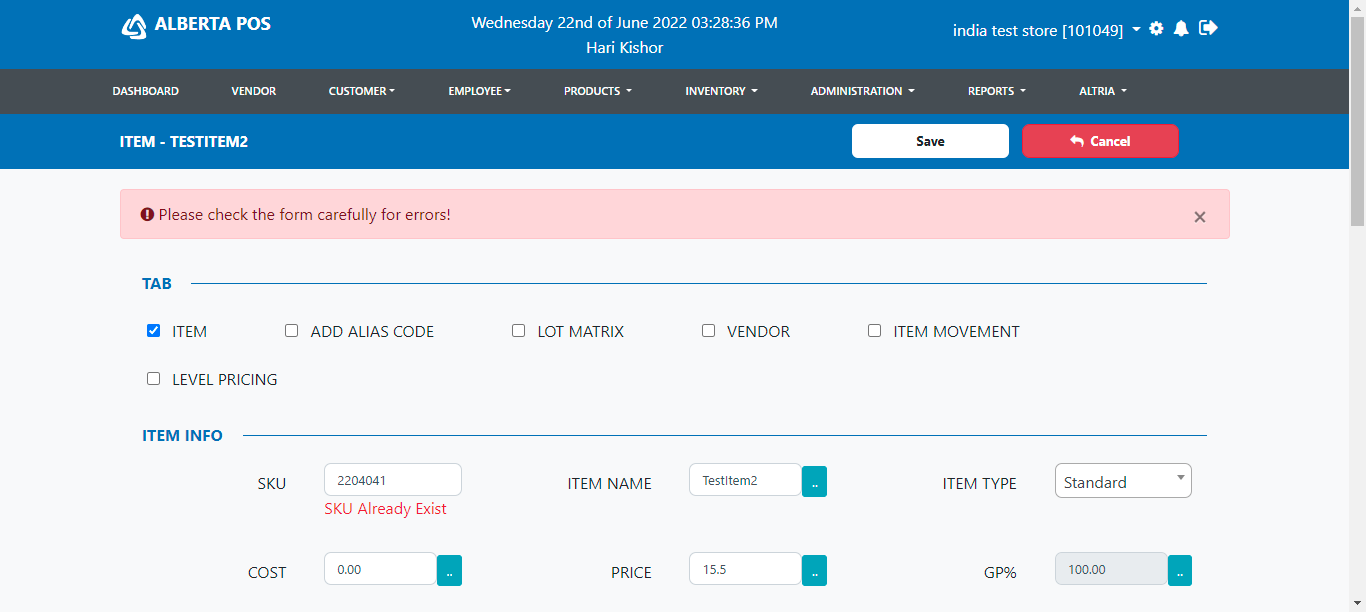 ALBERTA POS
Wednesday 22nd of June 2022 03:28:36 PM
Hari Kishor
india test store [101049]
DASHBOARD VENDOR CUSTOMER EMPLOYEE PRODUCTS INVENTORY ADMINISTRATION REPORTS ALTRIA
ITEM - TESTITEM2 Save Cancel
Please check the form carefully for errors! ×
TAB
ITEM ADD ALIAS CODE LOT MATRIX VENDOR ITEM MOVEMENT
LEVEL PRICING
ITEM INFO
SKU 2204041 ITEM NAME TestItem2 .. ITEM TYPE Standard
SKU Already Exist
COST 0.00 .. PRICE 15.5 .. GP% 100.00 ..